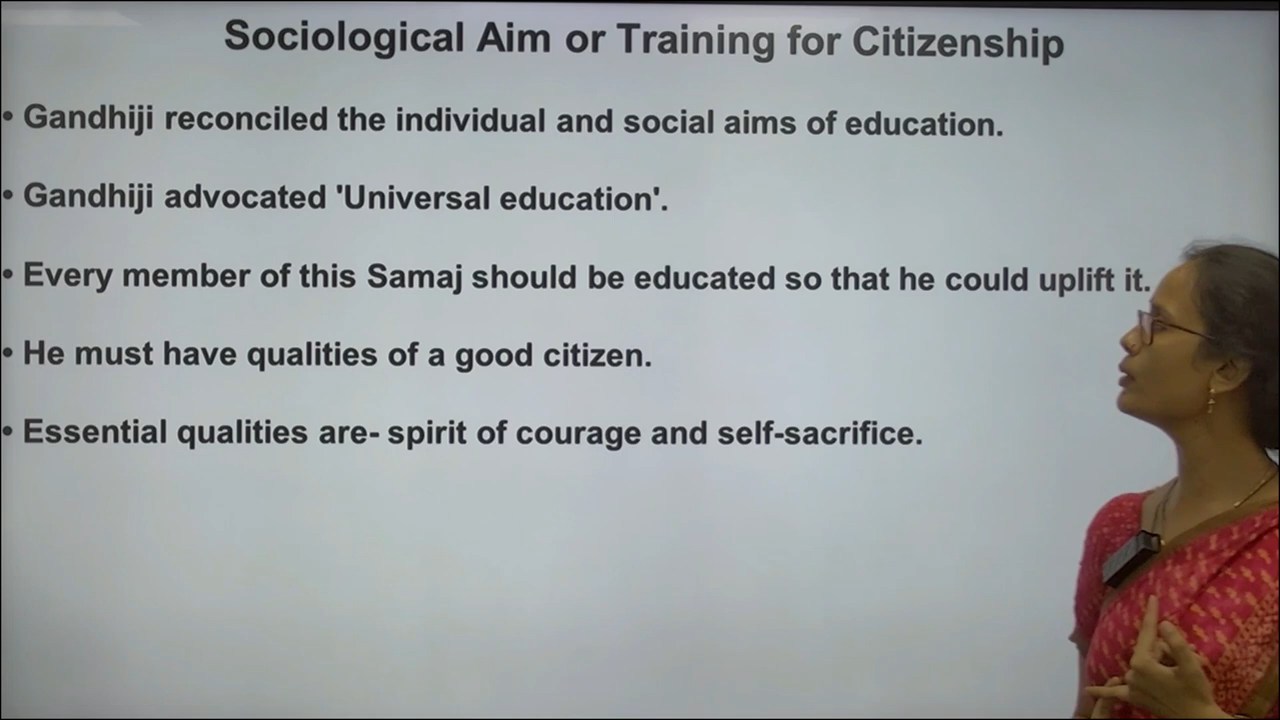 Sociological Aim or Training for Citizenship
• Gandhiji reconciled the individual and social aims of education.
• Gandhiji advocated 'Universal education'.
• Every member of this Samaj should be educated so that he could uplift it.
• He must have qualities of a good citizen.
• Essential qualities are- spirit of courage and self-sacrifice.